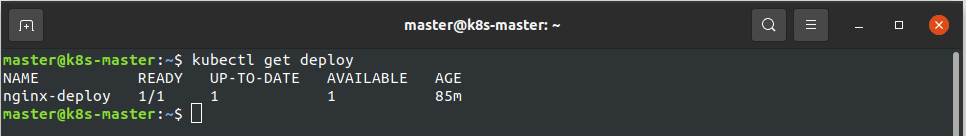 master@k8s-master: ~
master@k8s-master:~$ kubectl get deploy
NAME           READY   UP-TO-DATE   AVAILABLE   AGE
nginx-deploy   1/1     1            1           85m
master@k8s-master:~$